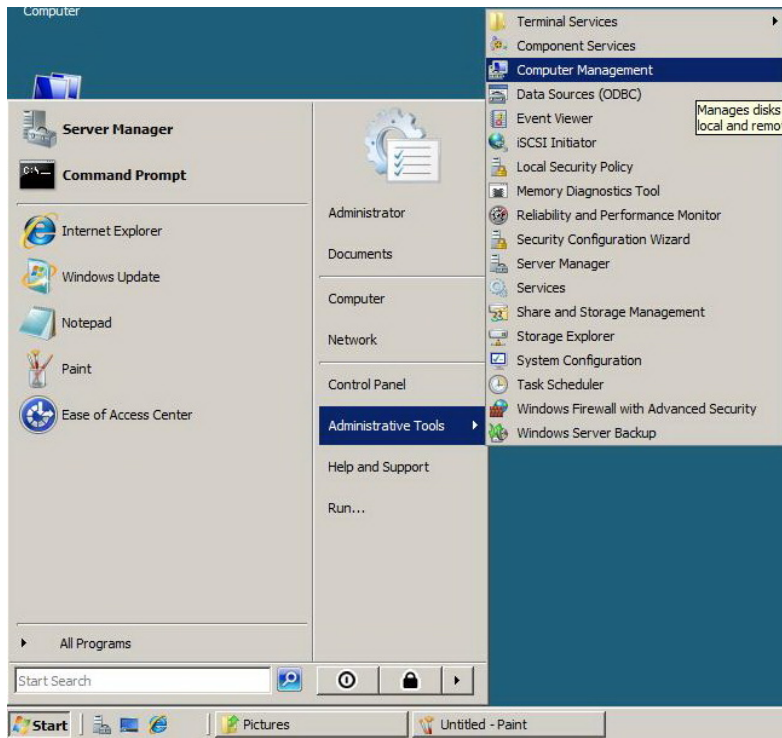 Computer
Server Manager
Command Prompt
Internet Explorer
Windows Update
Notepad
Paint
Ease of Access Center
All Programs
Start Search
Administrator
Documents
Computer
Network
Control Panel
Administrative Tools
Help and Support
Run...
Terminal Services
Component Services
Computer Management
Data Sources (ODBC)
Manages disks
local and remo
Event Viewer
iSCSI Initiator
Local Security Policy
Memory Diagnostics Tool
Reliability and Performance Monitor
Security Configuration Wizard
Server Manager
Services
Share and Storage Management
Storage Explorer
System Configuration
Task Scheduler
Windows Firewall with Advanced Security
Windows Server Backup
Start
Pictures
Untitled - Paint